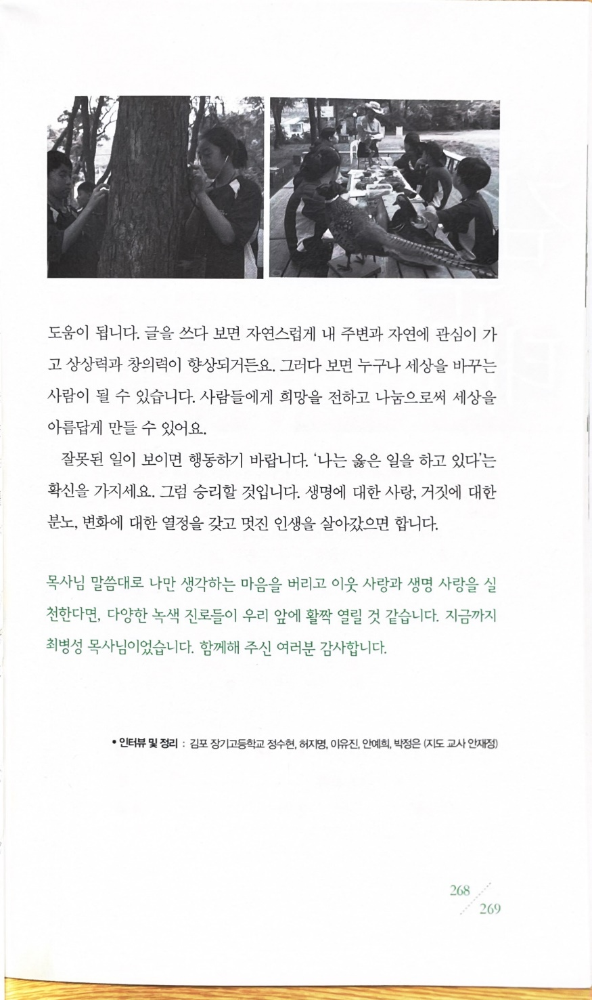 도움이 됩니다. 글을 쓰다 보면 자연스럽게 내 주변과 자연에 관심이 가
고 상상력과 창의력이 향상되거든요. 그러다 보면 누구나 세상을 바꾸는
사람이 될 수 있습니다. 사람들에게 희망을 전하고 나눔으로써 세상을
아름답게 만들 수 있어요.
잘못된 일이 보이면 행동하기 바랍니다. ‘나는 옳은 일을 하고 있다’는
확신을 가지세요. 그럼 승리할 것입니다. 생명에 대한 사랑, 거짓에 대한
분노, 변화에 대한 열정을 갖고 멋진 인생을 살아갔으면 합니다.
목사님 말씀대로 나만 생각하는 마음을 버리고 이웃 사랑과 생명 사랑을 실
천한다면, 다양한 녹색 진로들이 우리 앞에 활짝 열릴 것 같습니다. 지금까지
최병성 목사님이었습니다. 함께해 주신 여러분 감사합니다.
• 인터뷰 및 정리 : 김포 장기고등학교 정수현, 허지명, 이유진, 안예희, 박정은 (지도 교사 안재정)
268
269